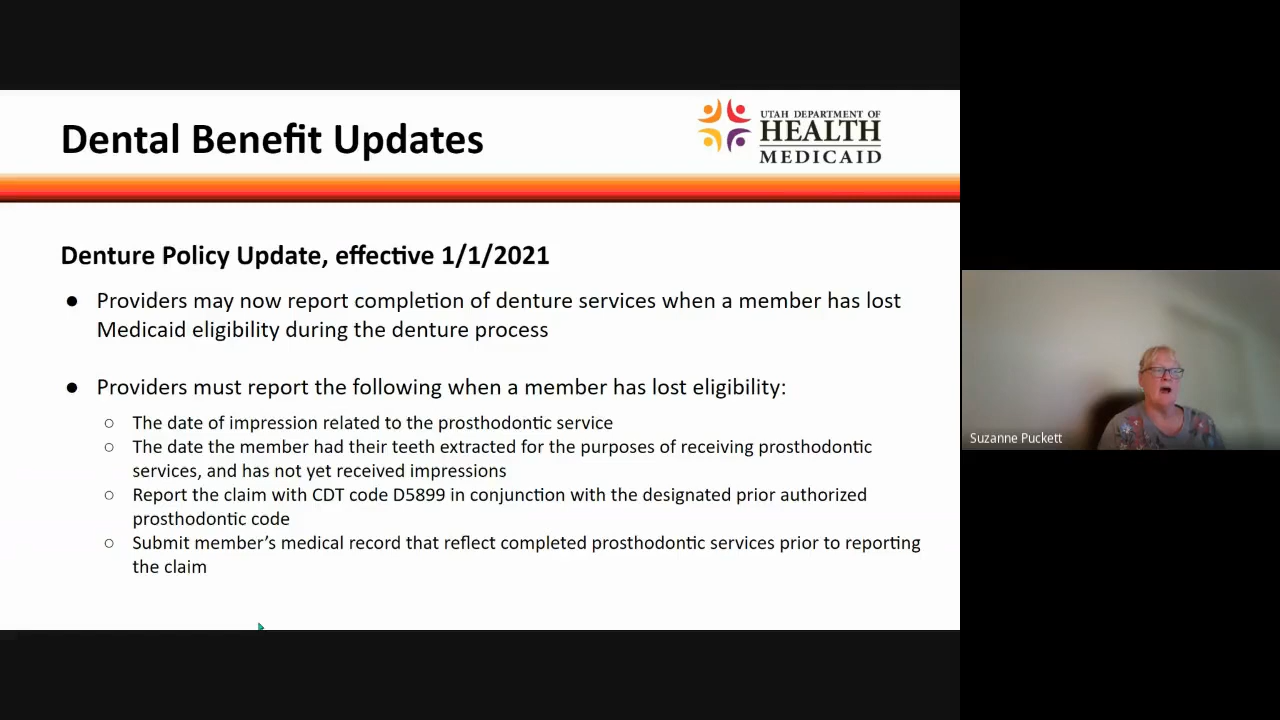 Dental Benefit Updates
UTAH DEPARTMENT OF
HEALTH
MEDICAID
Denture Policy Update, effective 1/1/2021
● Providers may now report completion of denture services when a member has lost
Medicaid eligibility during the denture process
● Providers must report the following when a member has lost eligibility:
○ The date of impression related to the prosthodontic service
○ The date the member had their teeth extracted for the purposes of receiving prosthodontic
services, and has not yet received impressions
○ Report the claim with CDT code D5899 in conjunction with the designated prior authorized
prosthodontic code
○ Submit member's medical record that reflect completed prosthodontic services prior to reporting
the claim
Suzanne Puckett